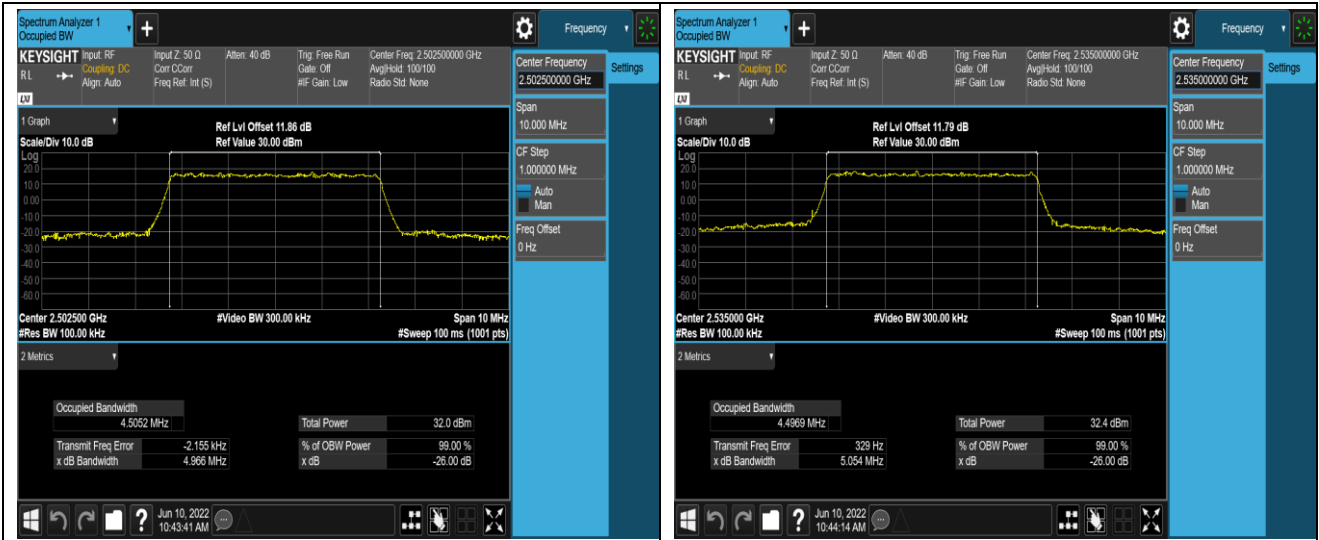 Spectrum Analyzer 1
Occupied BW
+
Frequency
KEYSIGHT Input: RF Input Z: 50 Ω Atten: 40 dB Trig: Free Run Center Freq: 2.502500000 GHz
Coupling: DC Corr CCorr Gate: Off Avg|Hold: 100/100
RL Align: Auto Freq Ref: Int (S) #IF Gain: Low Radio Std: None
LXI
Center Frequency
2.502500000 GHz
Settings
Span
10.000 MHz
CF Step
1.000000 MHz
Auto
Man
Freq Offset
0 Hz
1 Graph
Ref Lvl Offset 11.86 dB
Scale/Div 10.0 dB Ref Value 30.00 dBm
Log
20.0
10.0
0.00
-10.0
-20.0
-30.0
-40.0
-50.0
-60.0
Center 2.502500 GHz #Video BW 300.00 kHz Span 10 MHz
#Res BW 100.00 kHz #Sweep 100 ms (1001 pts)
2 Metrics
Occupied Bandwidth
4.5052 MHz Total Power 32.0 dBm
Transmit Freq Error -2.155 kHz % of OBW Power 99.00 %
x dB Bandwidth 4.966 MHz x dB -26.00 dB
? Jun 10, 2022
10:43:41 AM
Spectrum Analyzer 1
Occupied BW
+
Frequency
KEYSIGHT Input: RF Input Z: 50 Ω Atten: 40 dB Trig: Free Run Center Freq: 2.535000000 GHz
Coupling: DC Corr CCorr Gate: Off Avg|Hold: 100/100
RL Align: Auto Freq Ref: Int (S) #IF Gain: Low Radio Std: None
LXI
Center Frequency
2.535000000 GHz
Settings
Span
10.000 MHz
CF Step
1.000000 MHz
Auto
Man
Freq Offset
0 Hz
1 Graph
Ref Lvl Offset 11.79 dB
Scale/Div 10.0 dB Ref Value 30.00 dBm
Log
20.0
10.0
0.00
-10.0
-20.0
-30.0
-40.0
-50.0
-60.0
Center 2.535000 GHz #Video BW 300.00 kHz Span 10 MHz
#Res BW 100.00 kHz #Sweep 100 ms (1001 pts)
2 Metrics
Occupied Bandwidth
4.4969 MHz Total Power 32.4 dBm
Transmit Freq Error 329 Hz % of OBW Power 99.00 %
x dB Bandwidth 5.054 MHz x dB -26.00 dB
? Jun 10, 2022
10:44:14 AM